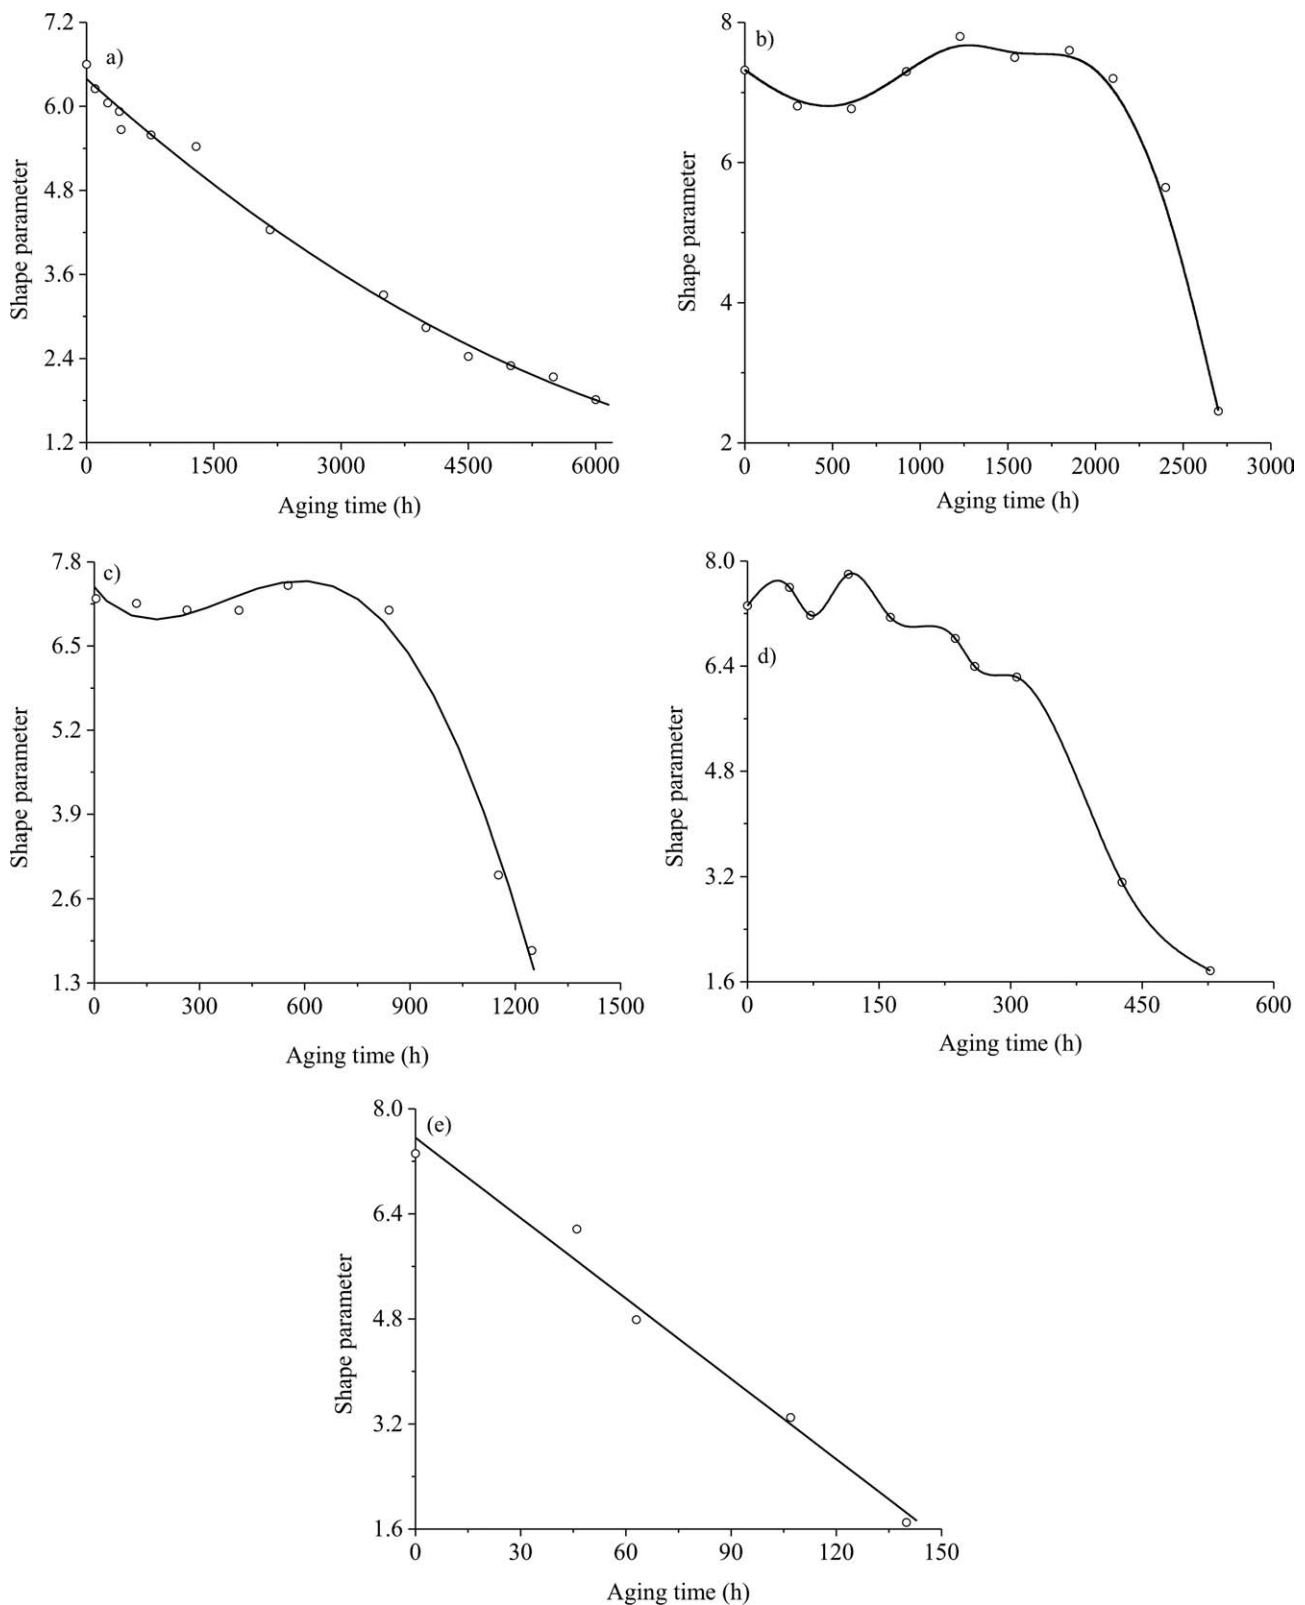 7.2
a)
6.0
4.8
3.6
2.4
1.2
Shape parameter
0 1500 3000 4500 6000
Aging time (h)
8
b)
6
4
2
Shape parameter
0 500 1000 1500 2000 2500 3000
Aging time (h)
7.8
c)
6.5
5.2
3.9
2.6
1.3
Shape parameter
0 300 600 900 1200 1500
Aging time (h)
8.0
6.4
d)
4.8
3.2
1.6
Shape parameter
0 150 300 450 600
Aging time (h)
8.0
(e)
6.4
4.8
3.2
1.6
Shape parameter
0 30 60 90 120 150
Aging time (h)